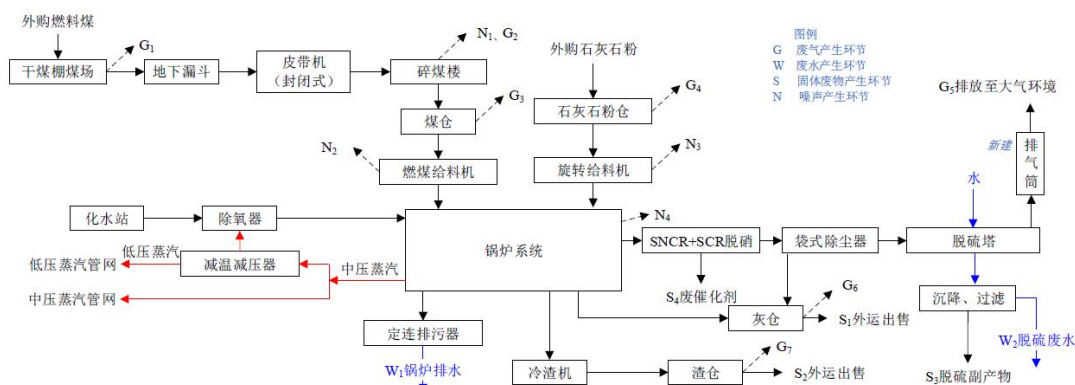 外购燃料煤
G₁
干煤棚煤场
地下漏斗
皮带机
(封闭式)
N₁、G₂
碎煤楼
G₃
煤仓
N₂
燃煤给料机
外购石灰石粉
G₄
石灰石粉仓
N₃
旋转给料机
图例
G 废气产生环节
W 废水产生环节
S 固体废物产生环节
N 噪声产生环节
G₅排放至大气环境
新建
排气筒
水
化水站
除氧器
锅炉系统
N₄
SNCR+SCR脱硝
袋式除尘器
脱硫塔
低压蒸汽
低压蒸汽管网
减温减压器
中压蒸汽
中压蒸汽管网
S₄废催化剂
G₆
灰仓
S₁外运出售
沉降、过滤
W₂脱硫废水
S₃脱硫副产物
定连排污器
W₁锅炉排水
冷渣机
渣仓
G₇
S₂外运出售